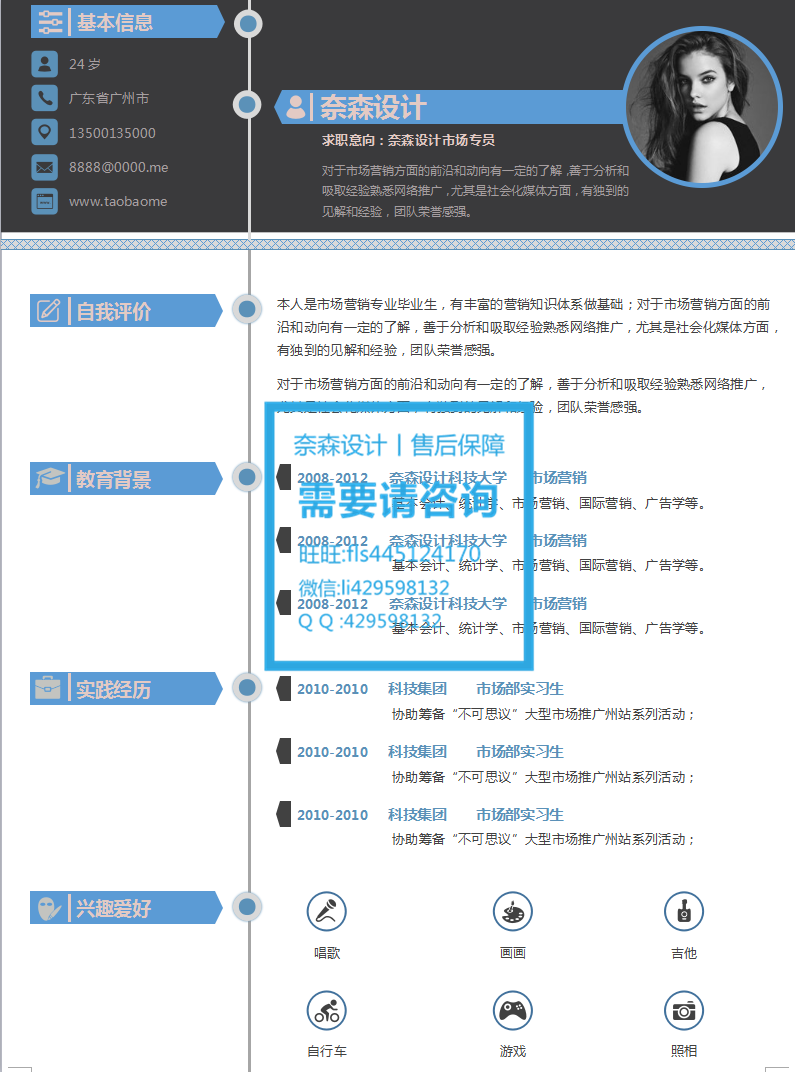 基本信息
24 岁
广东省广州市
13500135000
8888@0000.me
www.taobaome
奈森设计
求职意向：奈森设计市场专员
对于市场营销方面的前沿和动向有一定的了解 ,善于分析和
吸取经验熟悉网络推广，尤其是社会化媒体方面，有独到的
见解和经验，团队荣誉感强。
自我评价
本人是市场营销专业毕业生，有丰富的营销知识体系做基础；对于市场营销方面的前
沿和动向有一定的了解，善于分析和吸取经验熟悉网络推广，尤其是社会化媒体方面，
有独到的见解和经验，团队荣誉感强。
对于市场营销方面的前沿和动向有一定的了解，善于分析和吸取经验熟悉网络推广，
尤其是社会化媒体方面，有独到的见解和经验，团队荣誉感强。
奈森设计丨售后保障
需要请咨询
旺旺:fls445124170
微信:li429598132
Q Q :429598132
教育背景
2008-2012 奈森设计科技大学 市场营销
基本会计、统计学、市场营销、国际营销、广告学等。
2008-2012 奈森设计科技大学 市场营销
基本会计、统计学、市场营销、国际营销、广告学等。
2008-2012 奈森设计科技大学 市场营销
基本会计、统计学、市场营销、国际营销、广告学等。
实践经历
2010-2010 科技集团 市场部实习生
协助筹备“不可思议”大型市场推广州站系列活动；
2010-2010 科技集团 市场部实习生
协助筹备“不可思议”大型市场推广州站系列活动；
2010-2010 科技集团 市场部实习生
协助筹备“不可思议”大型市场推广州站系列活动；
兴趣爱好
唱歌
画画
吉他
自行车
游戏
照相